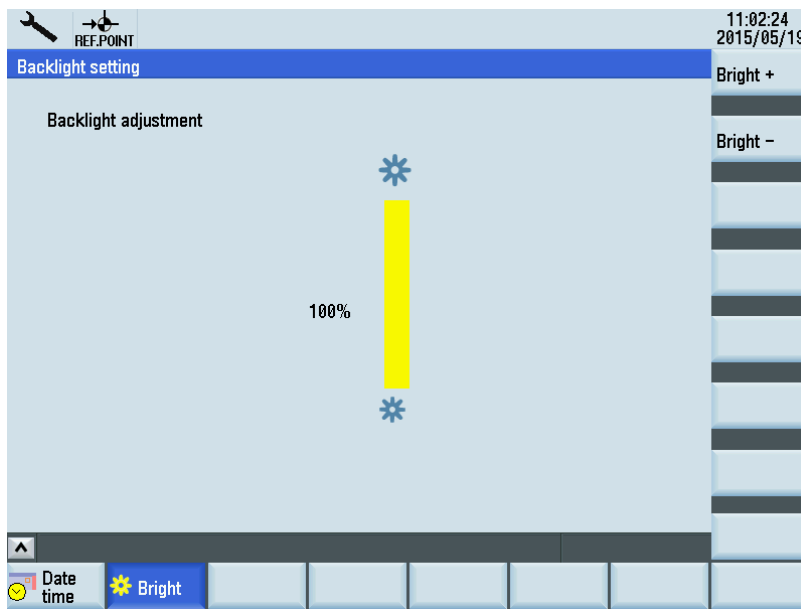 11:02:24
REF.POINT
2015/05/19
Backlight setting
Bright +
Backlight adjustment
Bright -
100%
Date
time
Bright